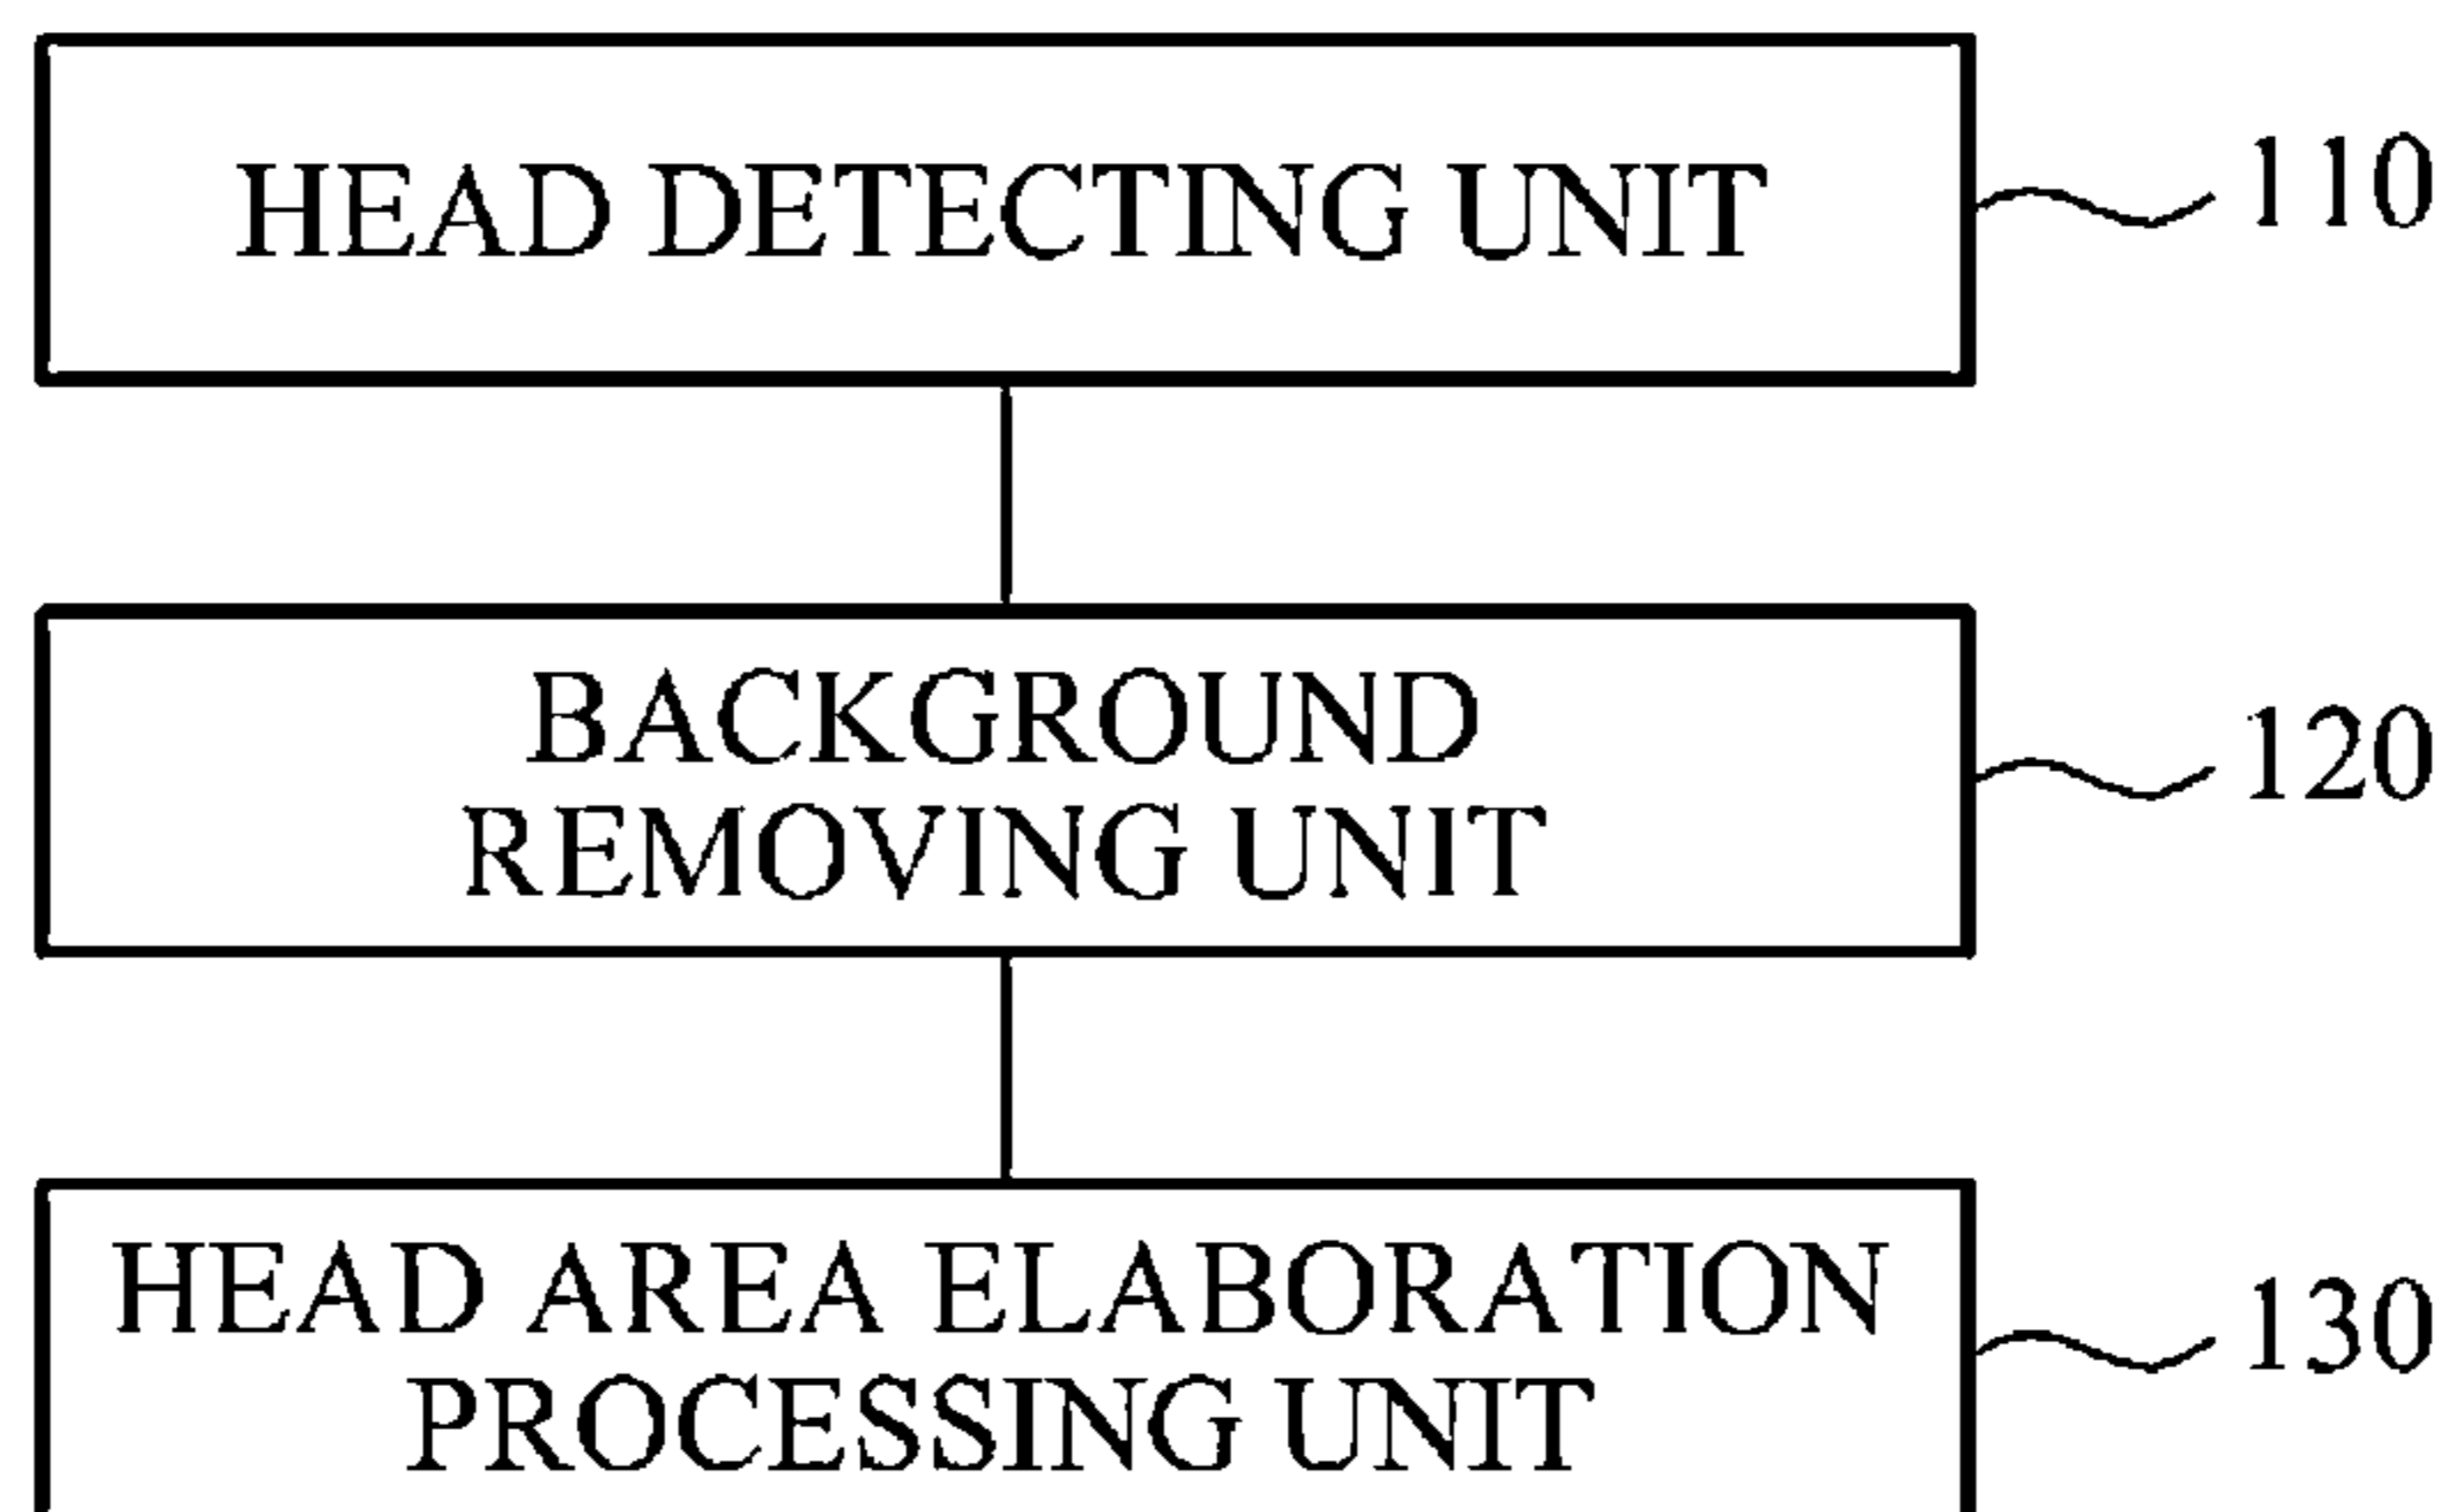 HEAD DETECTING UNIT
110
BACKGROUND
REMOVING UNIT
120
HEAD AREA ELABORATION
PROCESSING UNIT
130